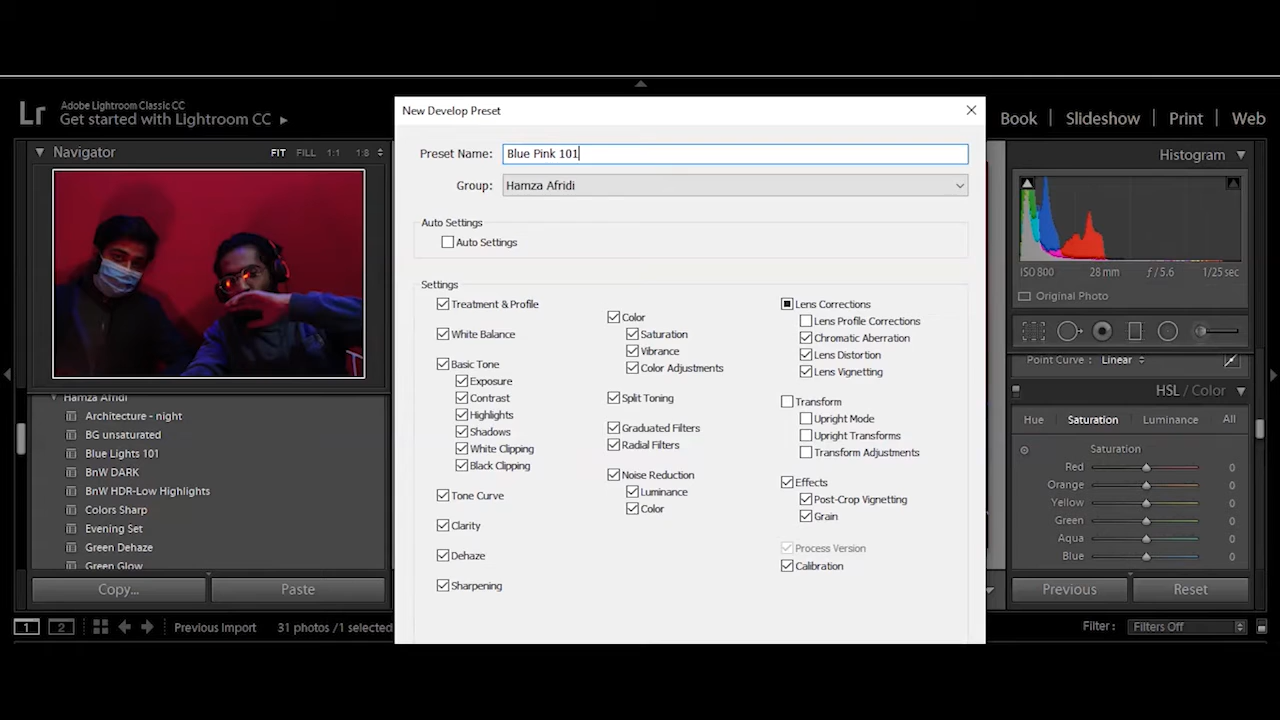 Lr
Adobe Lightroom Classic CC
Get started with Lightroom CC
Book | Slideshow | Print | Web
Navigator
FIT FILL 1:1 1:8
Hamza Afridi
Architecture - night
BG unsaturated
Blue Lights 101
BnW DARK
BnW HDR-Low Highlights
Colors Sharp
Evening Set
Green Dehaze
Green Glow
Copy...
Paste
1 2 Previous Import 31 photos /1 selected
New Develop Preset
Preset Name: Blue Pink 101
Group: Hamza Afridi
Auto Settings
Auto Settings
Settings
Treatment & Profile
White Balance
Basic Tone
Exposure
Contrast
Highlights
Shadows
White Clipping
Black Clipping
Tone Curve
Clarity
Dehaze
Sharpening
Color
Saturation
Vibrance
Color Adjustments
Split Toning
Graduated Filters
Radial Filters
Noise Reduction
Luminance
Color
Lens Corrections
Lens Profile Corrections
Chromatic Aberration
Lens Distortion
Lens Vignetting
Transform
Upright Mode
Upright Transforms
Transform Adjustments
Effects
Post-Crop Vignetting
Grain
Process Version
Calibration
Histogram
ISO 800 28 mm ƒ / 5.6 1/25 sec
Original Photo
Point Curve : Linear
HSL / Color
Hue Saturation Luminance All
Saturation
Red 0
Orange 0
Yellow 0
Green 0
Aqua 0
Blue 0
Previous
Reset
Filter : Filters Off